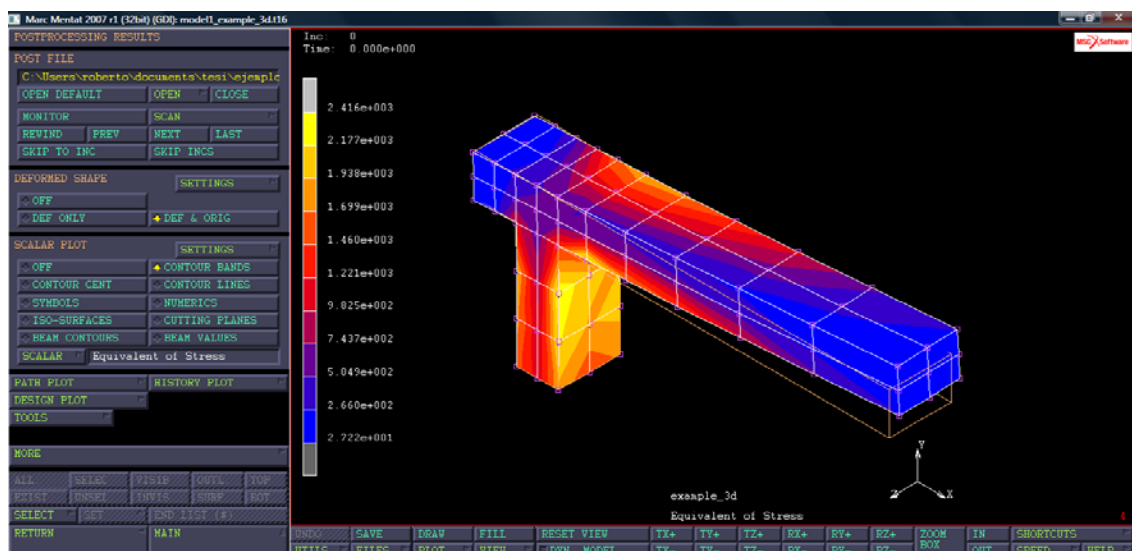 Marc Mentat 2007 r1 (32bit) (GDI): model1_example_3d.t16
POSTPROCESSING RESULTS
POST FILE
C:\Users\roberto\documents\tesi\ejemplo
OPEN DEFAULT OPEN CLOSE
MONITOR SCAN
REWIND PREV NEXT LAST
SKIP TO INC SKIP INCS
DEFORMED SHAPE SETTINGS
OFF
DEF ONLY DEF & ORIG
SCALAR PLOT SETTINGS
OFF CONTOUR BANDS
CONTOUR CENT CONTOUR LINES
SYMBOLS NUMERICS
ISO-SURFACES CUTTING PLANES
BEAM CONTOURS BEAM VALUES
SCALAR Equivalent of Stress
PATH PLOT HISTORY PLOT
DESIGN PLOT
TOOLS
MORE
ALL SELEC VISIB OUTL TOP
EXIST UNSEL INVIS SURF BOT
SELECT SET END LIST (#)
RETURN MAIN
Inc: 0
Time: 0.000e+000
MSC Software
2.416e+003
2.177e+003
1.938e+003
1.699e+003
1.460e+003
1.221e+003
9.825e+002
7.437e+002
5.049e+002
2.660e+002
2.722e+001
Y
Z X
example_3d
Equivalent of Stress
4
UNDO SAVE DRAW FILL RESET VIEW TX+ TY+ TZ+ RX+ RY+ RZ+ ZOOM BOX IN SHORTCUTS
UTILS FILES PLOT VIEW DYN. MODEL TX- TY- TZ- RX- RY- RZ- OUT SPEED HELP